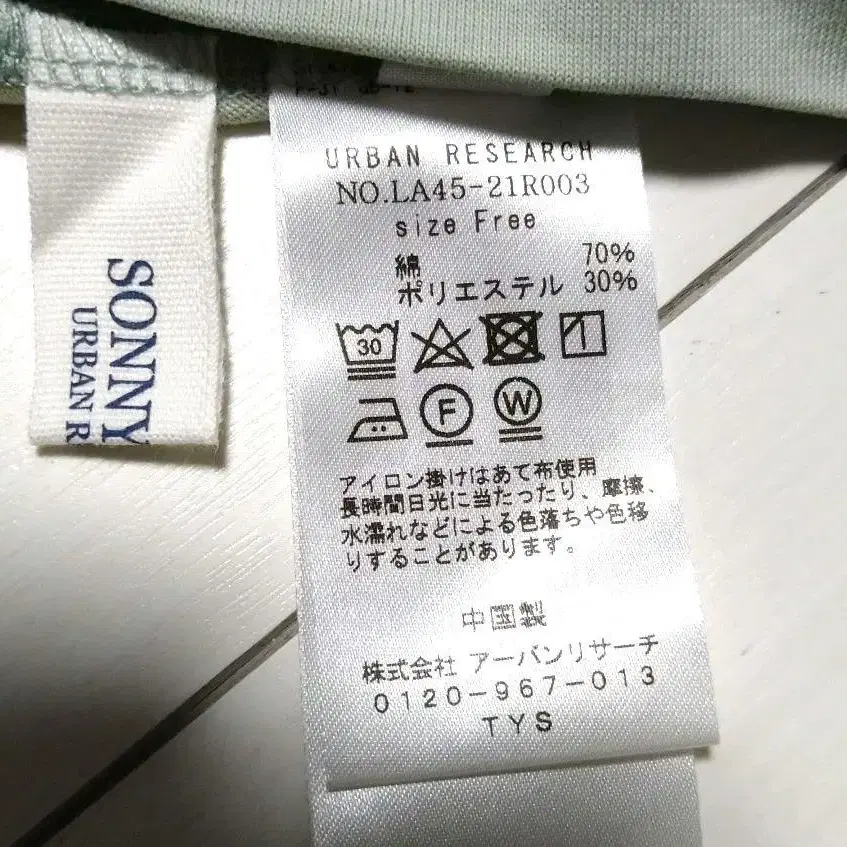 URBAN RESEARCH
NO.LA45-21R003
size Free
綿 70%
ポリエステル 30%
30
F W
アイロン掛けはあて布使用
長時間日光に当たったり、摩擦、
水濡れなどによる色落ちや色移
りすることがあります。
中国製
株式会社 アーバンリサーチ
0120-967-013
TYS
SONNY
URBAN R